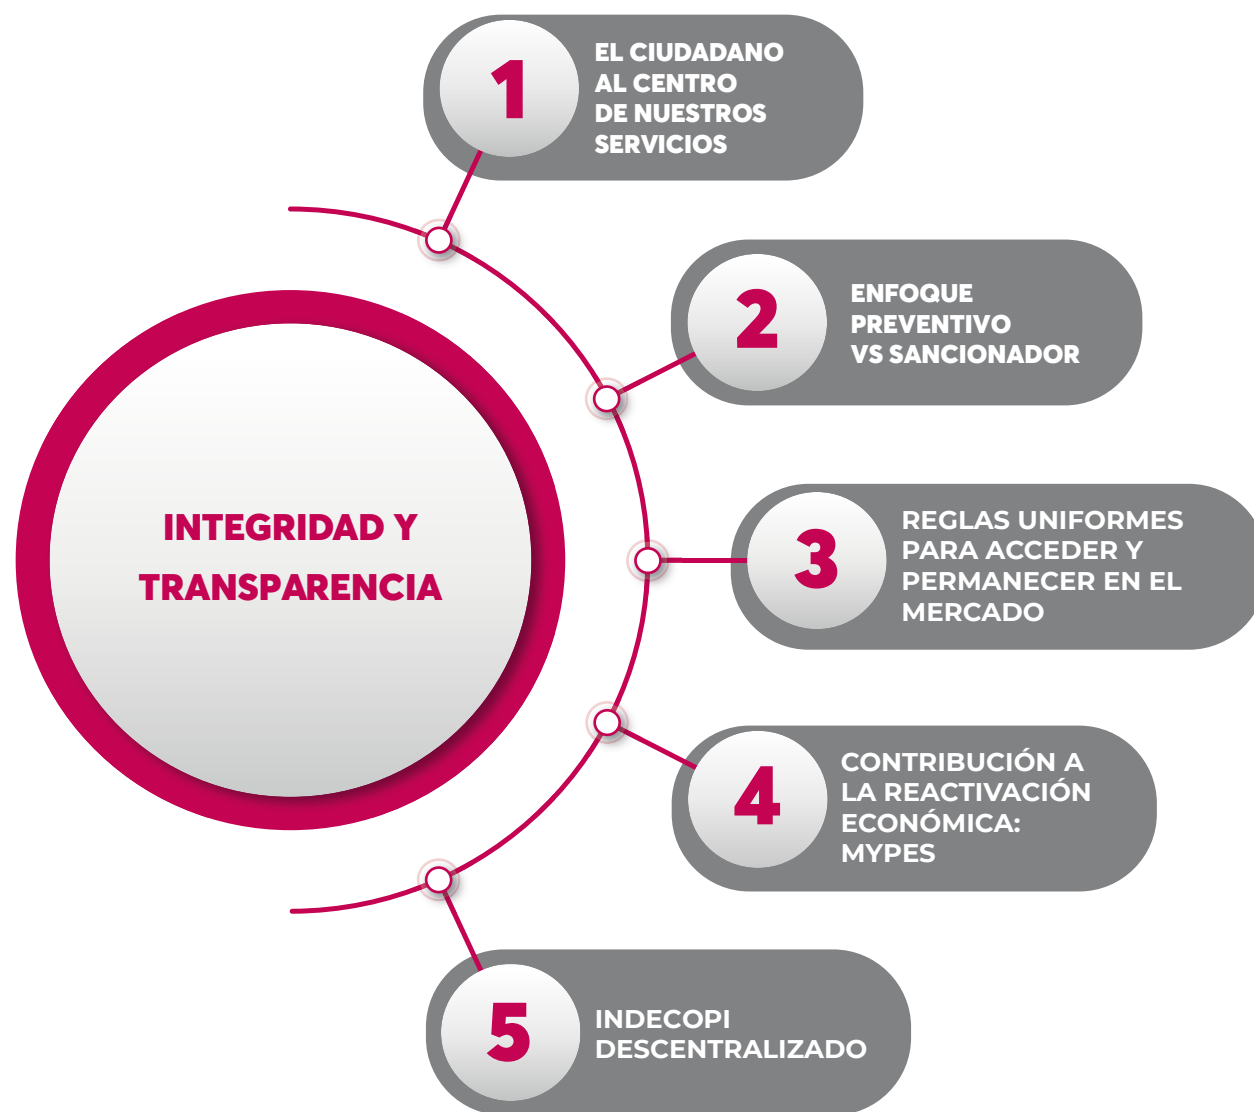 1
EL CIUDADANO
AL CENTRO
DE NUESTROS
SERVICIOS
2
ENFOQUE
PREVENTIVO
VS SANCIONADOR
INTEGRIDAD Y
TRANSPARENCIA
3
REGLAS UNIFORMES
PARA ACCEDER Y
PERMANECER EN EL
MERCADO
4
CONTRIBUCIÓN A
LA REACTIVACIÓN
ECONÓMICA:
MYPES
5
INDECOPI
DESCENTRALIZADO